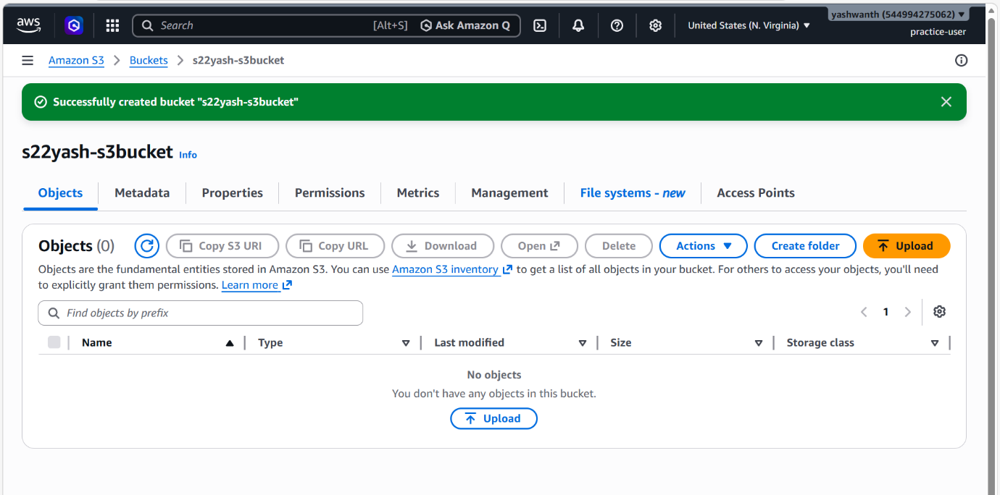 aws Search [Alt+S] Ask Amazon Q United States (N. Virginia) ▼ yashwanth (544994275062) ▼
practice-user
Amazon S3 > Buckets > s22yash-s3bucket
Successfully created bucket "s22yash-s3bucket"
s22yash-s3bucket Info
Objects Metadata Properties Permissions Metrics Management File systems - new Access Points
Objects (0) Copy S3 URI Copy URL Download Open Delete Actions ▼ Create folder Upload
Objects are the fundamental entities stored in Amazon S3. You can use Amazon S3 inventory to get a list of all objects in your bucket. For others to access your objects, you'll need
to explicitly grant them permissions. Learn more
Find objects by prefix 1
Name Type Last modified Size Storage class
No objects
You don't have any objects in this bucket.
Upload